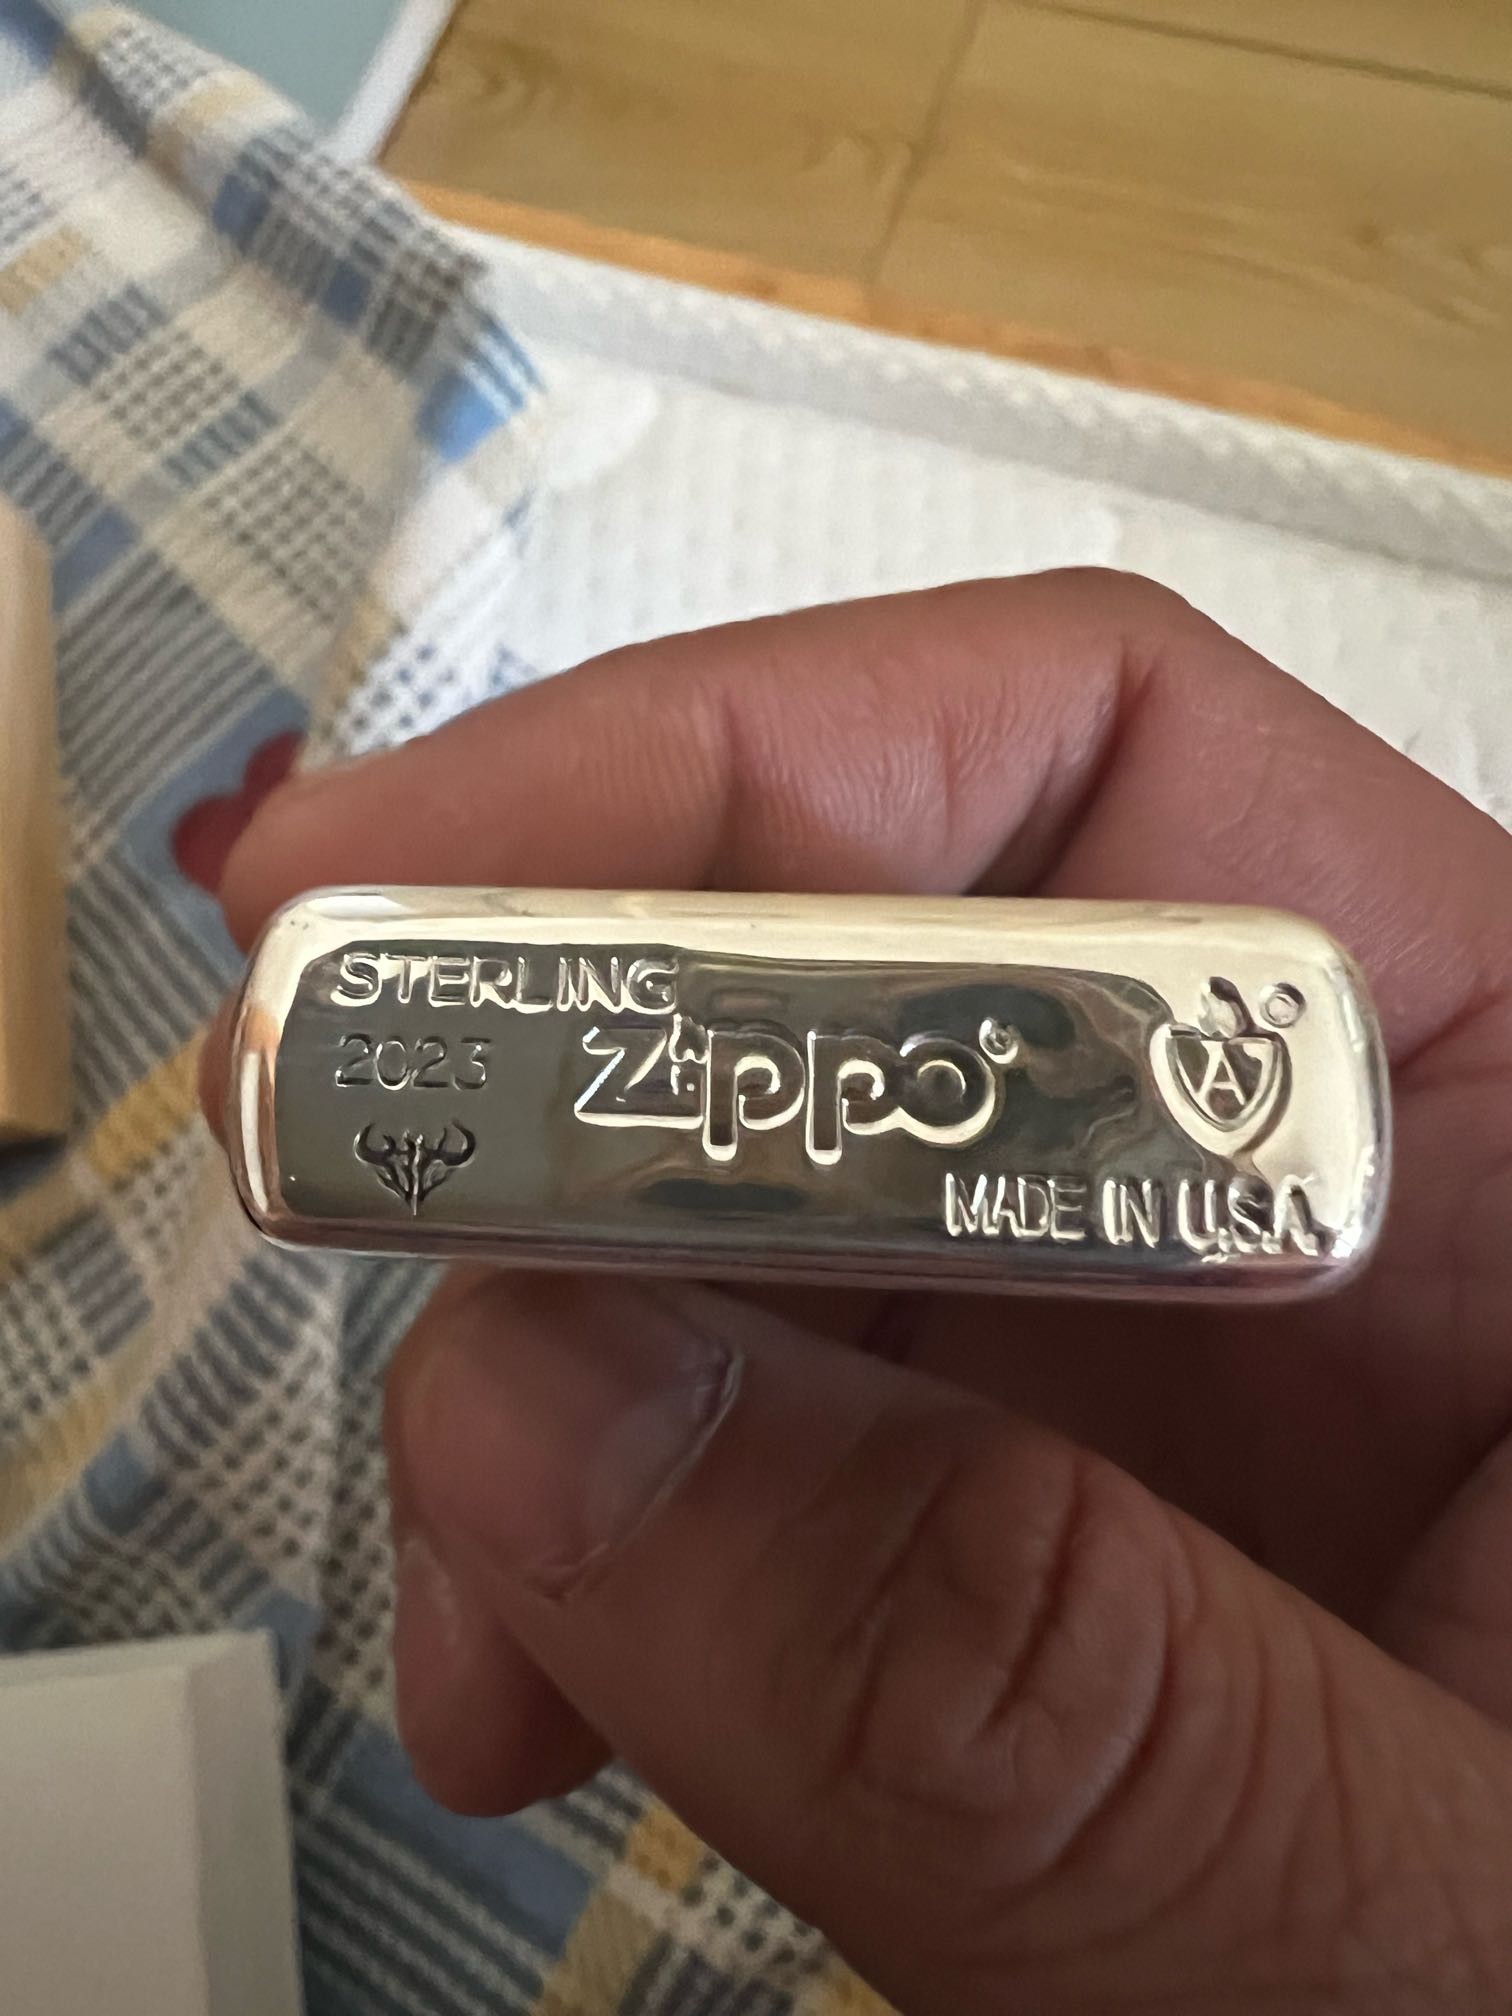 STERLING
2023
Zippo®
©
A
MADE IN U.S.A.